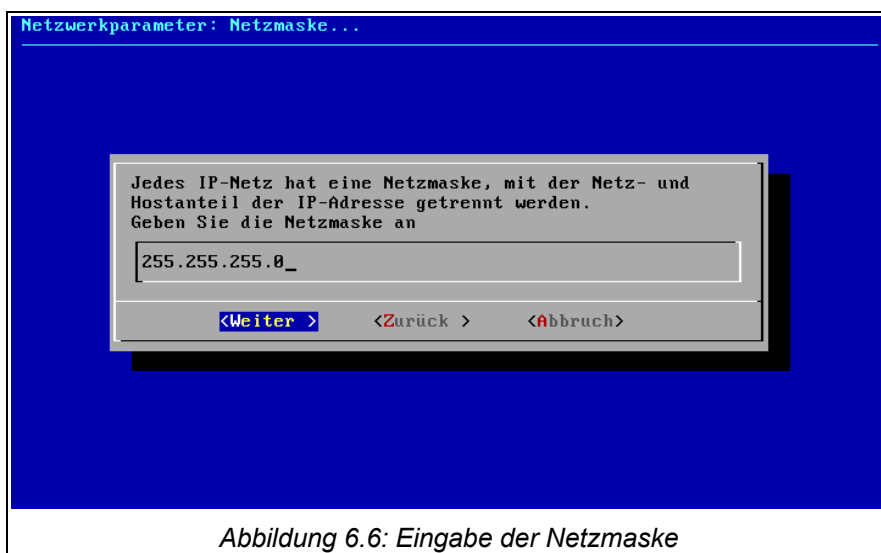 Netzwerkparameter: Netzmaske...
Jedes IP-Netz hat eine Netzmaske, mit der Netz- und
Hostanteil der IP-Adresse getrennt werden.
Geben Sie die Netzmaske an
255.255.255.0_
<Weiter > <Zurück > <Abbruch>
Abbildung 6.6: Eingabe der Netzmaske